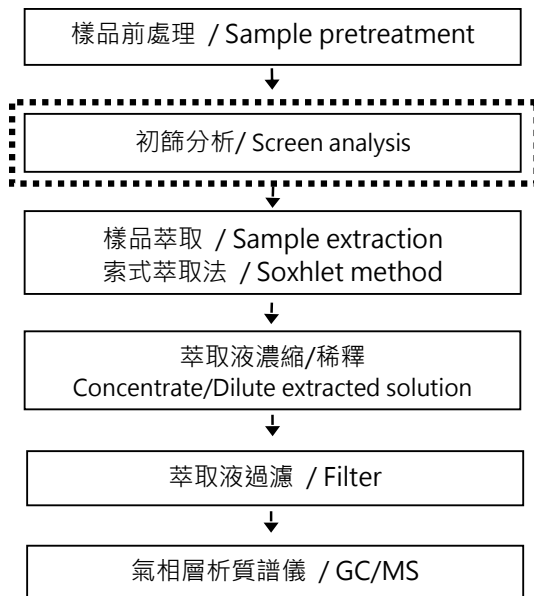 樣品前處理 / Sample pretreatment
初篩分析/ Screen analysis
樣品萃取 / Sample extraction
索式萃取法 / Soxhlet method
萃取液濃縮/稀釋
Concentrate/Dilute extracted solution
萃取液過濾 / Filter
氣相層析質譜儀 / GC/MS